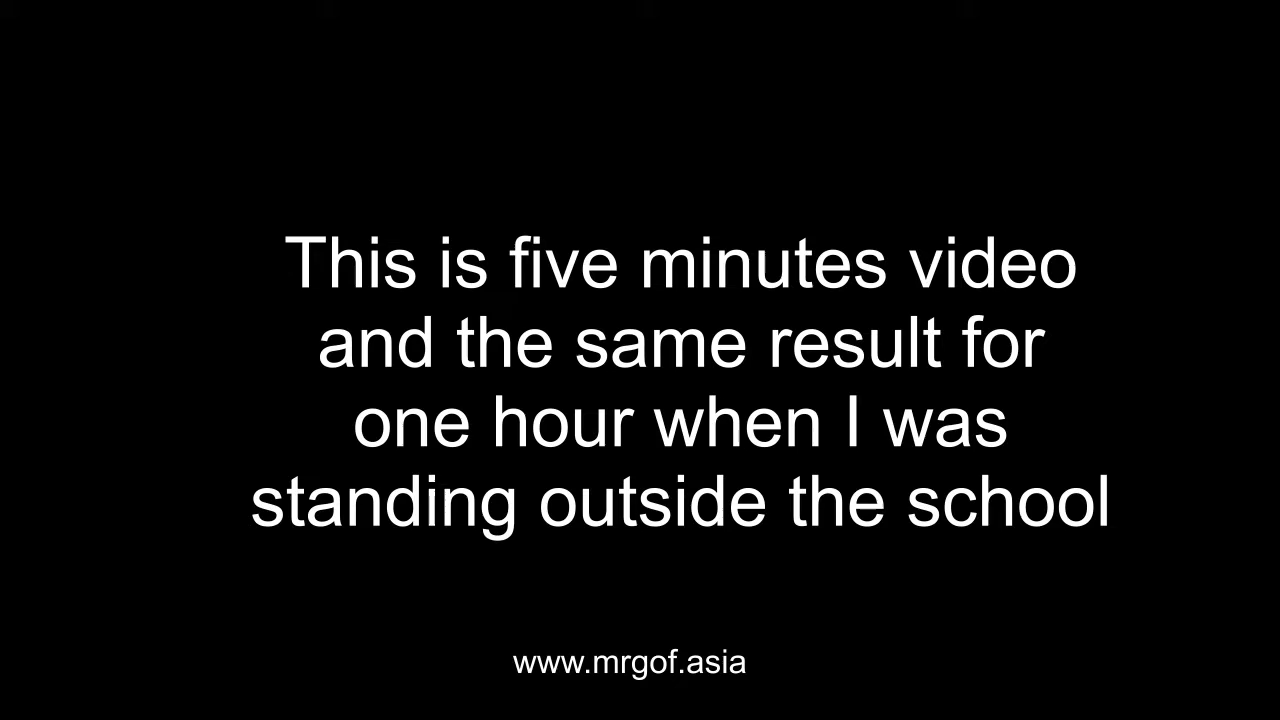 This is five minutes video
and the same result for
one hour when I was
standing outside the school
www.mrgof.asia